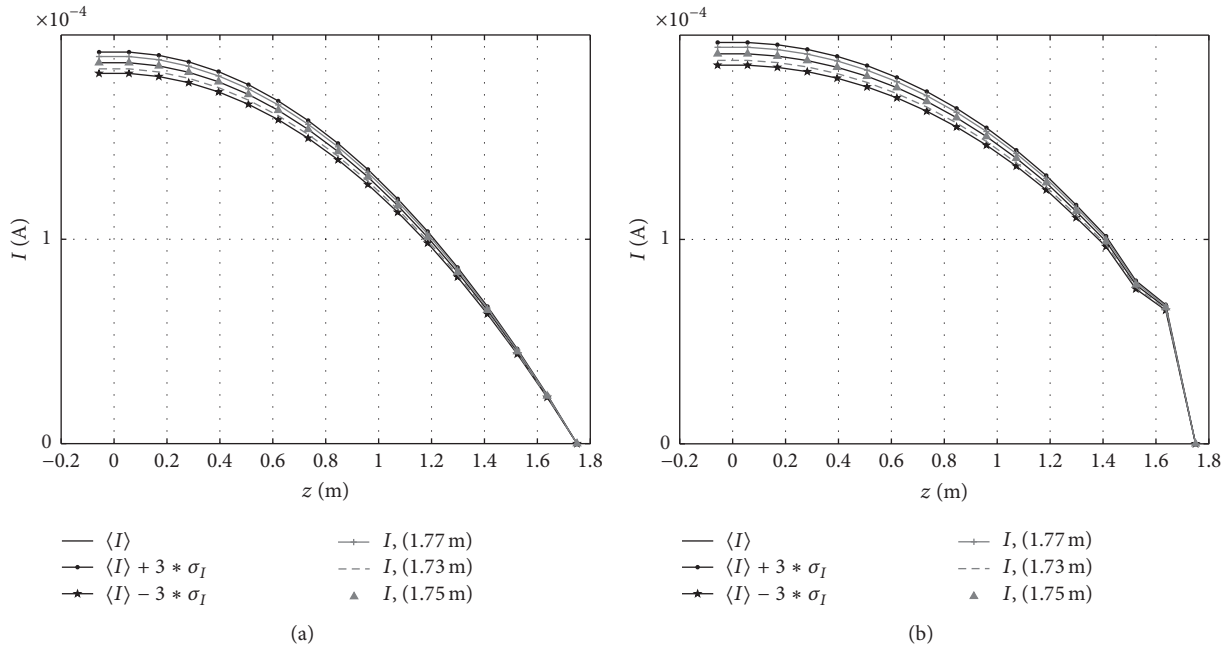 ×10⁻⁴
I (A)
1
0
−0.2 0 0.2 0.4 0.6 0.8 1 1.2 1.4 1.6 1.8
z (m)
⟨I⟩
⟨I⟩ + 3 * σ_I
⟨I⟩ − 3 * σ_I
I, (1.77 m)
I, (1.73 m)
I, (1.75 m)
(a)
×10⁻⁴
I (A)
1
0
−0.2 0 0.2 0.4 0.6 0.8 1 1.2 1.4 1.6 1.8
z (m)
⟨I⟩
⟨I⟩ + 3 * σ_I
⟨I⟩ − 3 * σ_I
I, (1.77 m)
I, (1.73 m)
I, (1.75 m)
(b)